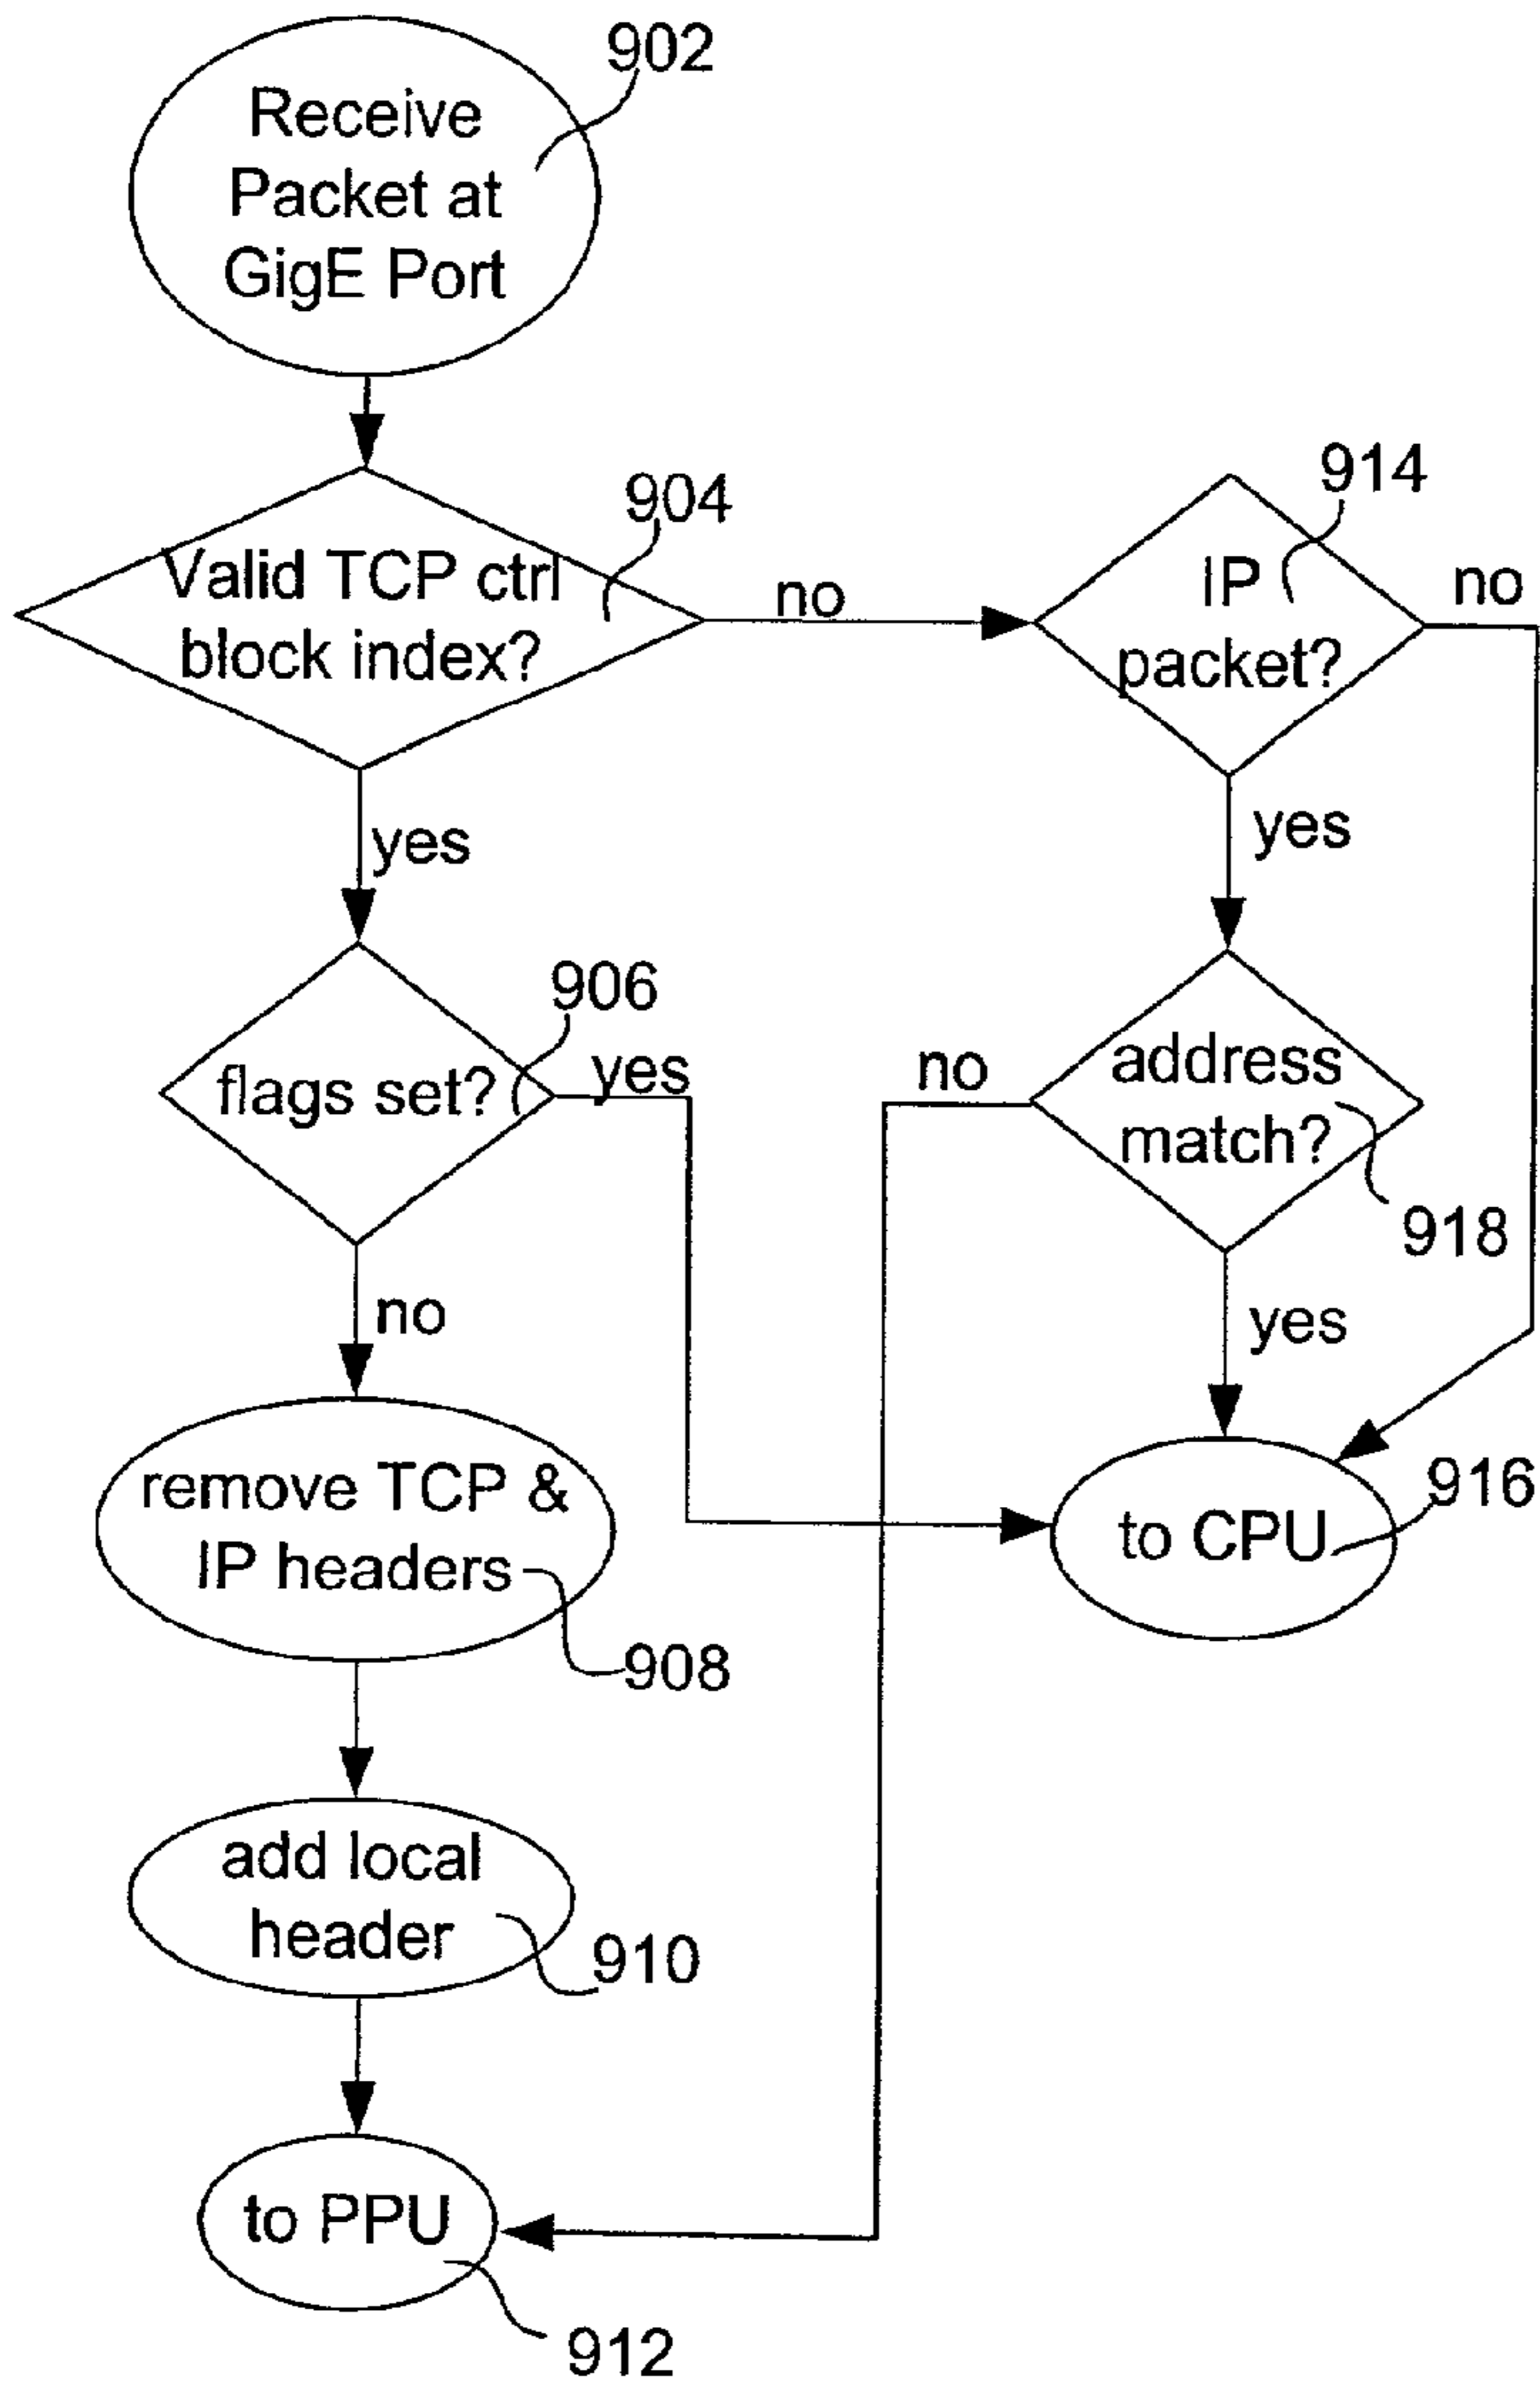 902
Receive
Packet at
GigE Port
904
Valid TCP ctrl
block index?
no
914
IP
packet?
no
yes
yes
906
flags set?
yes
no
address
match?
918
no
yes
remove TCP &
IP headers
908
to CPU
916
add local
header
910
to PPU
912